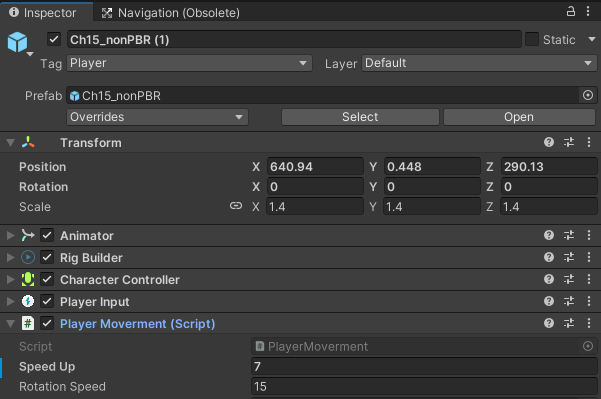 Inspector Navigation (Obsolete)
Ch15_nonPBR (1) Static
Tag Player Layer Default
Prefab Ch15_nonPBR
Overrides Select Open
Transform
Position X 640.94 Y 0.448 Z 290.13
Rotation X 0 Y 0 Z 0
Scale X 1.4 Y 1.4 Z 1.4
Animator
Rig Builder
Character Controller
Player Input
# Player Moverment (Script)
Script # PlayerMoverment
Speed Up 7
Rotation Speed 15